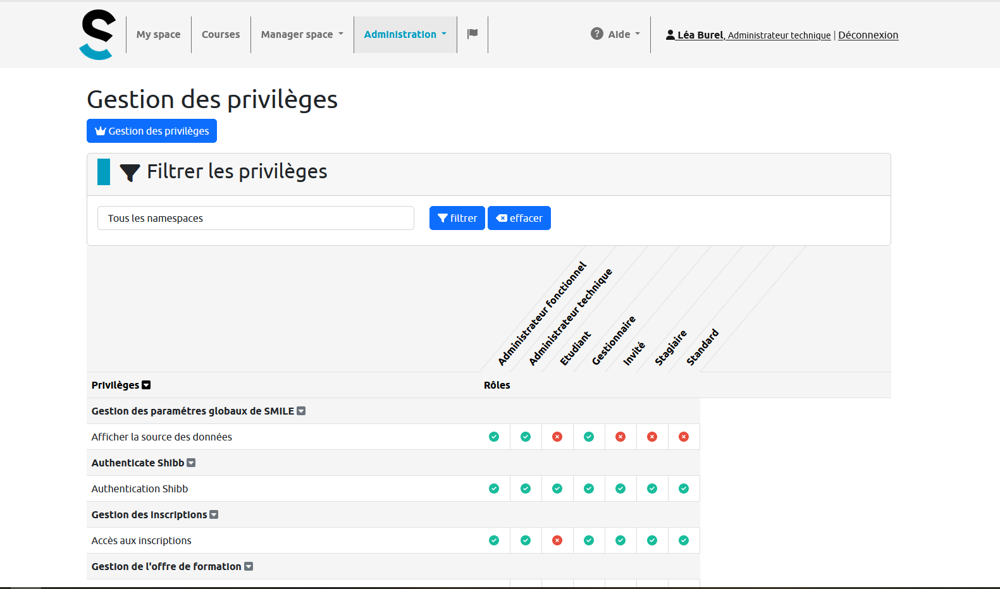 My space
Courses
Manager space
Administration
Aide
Léa Burel, Administrateur technique | Déconnexion
Gestion des privilèges
Gestion des privilèges
Filtrer les privilèges
Tous les namespaces
filtrer
effacer
Administrateur fonctionnel
Administrateur technique
Etudiant
Gestionnaire
Invité
Stagiaire
Standard
Privilèges
Rôles
Gestion des paramétres globaux de SMILE
Afficher la source des données
Authenticate Shibb
Authentication Shibb
Gestion des inscriptions
Accès aux inscriptions
Gestion de l'offre de formation